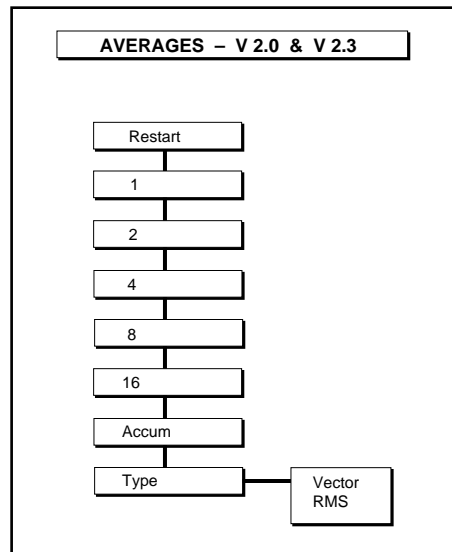 AVERAGES – V 2.0 & V 2.3
Restart
1
2
4
8
16
Accum
Type
Vector
RMS